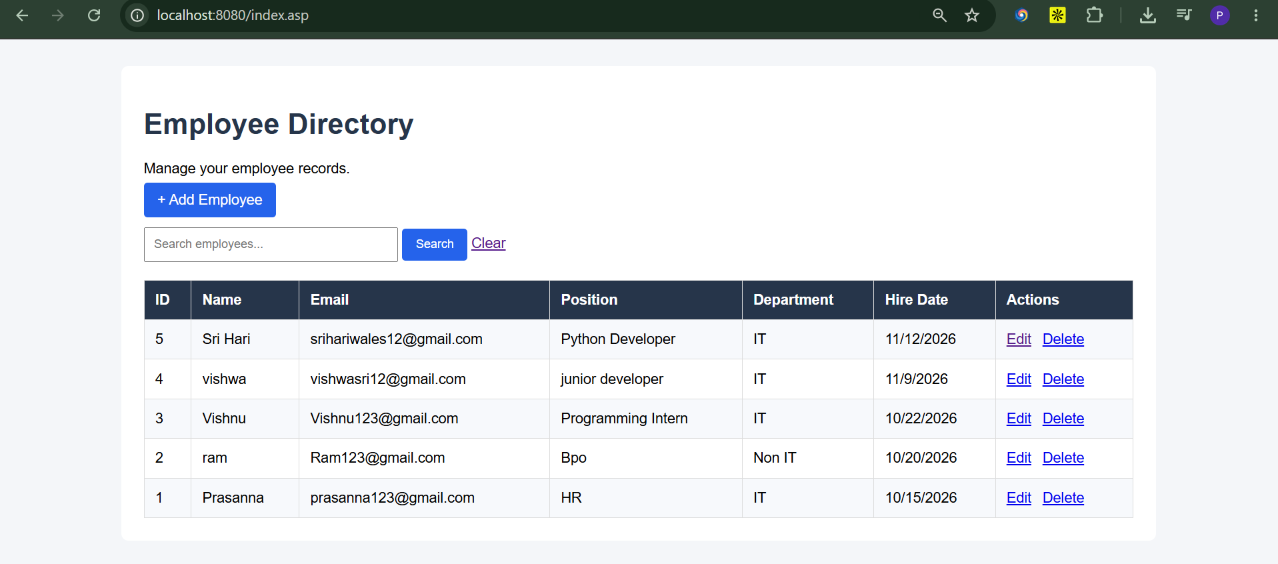 localhost:8080/index.asp
P
Employee Directory
Manage your employee records.
+ Add Employee
Search employees... Search Clear
ID Name Email Position Department Hire Date Actions
5 Sri Hari srihariwales12@gmail.com Python Developer IT 11/12/2026 Edit Delete
4 vishwa vishwasri12@gmail.com junior developer IT 11/9/2026 Edit Delete
3 Vishnu Vishnu123@gmail.com Programming Intern IT 10/22/2026 Edit Delete
2 ram Ram123@gmail.com Bpo Non IT 10/20/2026 Edit Delete
1 Prasanna prasanna123@gmail.com HR IT 10/15/2026 Edit Delete